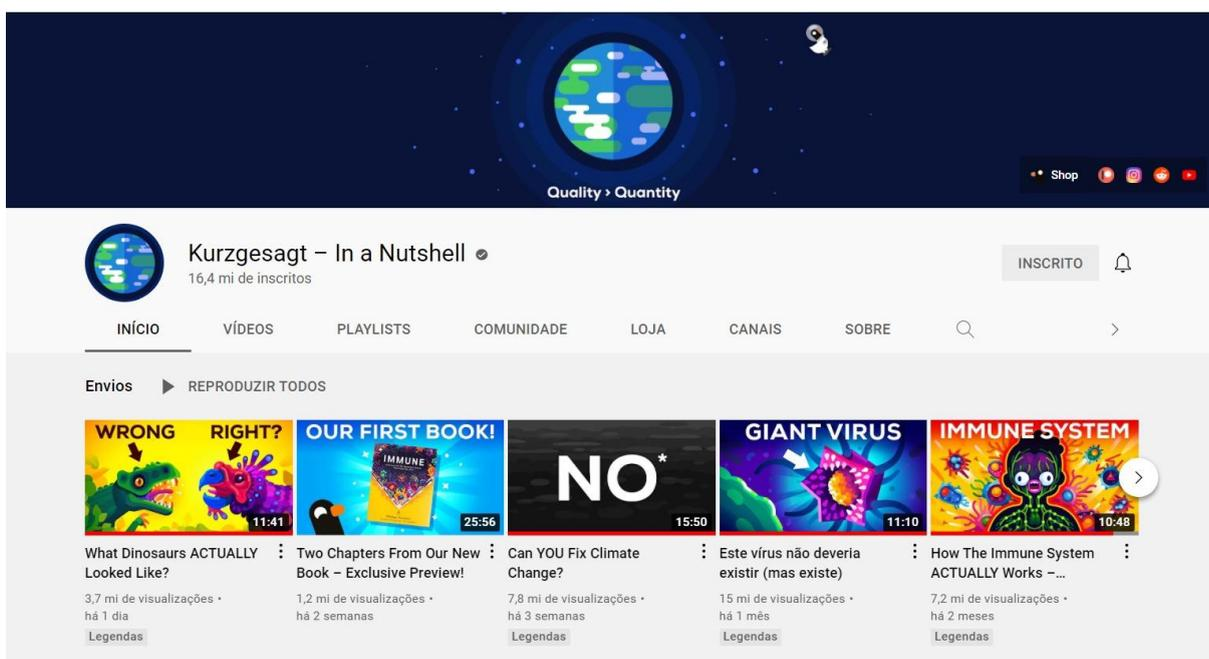 Quality > Quantity
Shop
Kurzgesagt – In a Nutshell
16,4 mi de inscritos
INSCRITO
INÍCIO VÍDEOS PLAYLISTS COMUNIDADE LOJA CANAIS SOBRE
Envios REPRODUZIR TODOS
WRONG RIGHT?
11:41
OUR FIRST BOOK!
IMMUNE
25:56
NO*
15:50
GIANT VIRUS
11:10
IMMUNE SYSTEM
10:48
What Dinosaurs ACTUALLY
Looked Like?
3,7 mi de visualizações •
há 1 dia
Legendas
Two Chapters From Our New
Book – Exclusive Preview!
1,2 mi de visualizações •
há 2 semanas
Can YOU Fix Climate
Change?
7,8 mi de visualizações •
há 3 semanas
Legendas
Este vírus não deveria
existir (mas existe)
15 mi de visualizações •
há 1 mês
Legendas
How The Immune System
ACTUALLY Works –...
7,2 mi de visualizações •
há 2 meses
Legendas